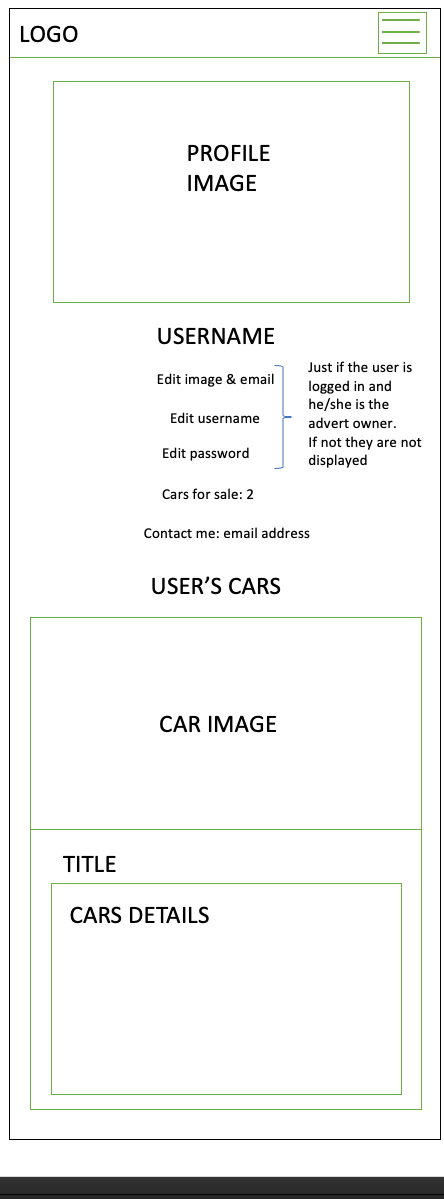 LOGO
PROFILE
IMAGE
USERNAME
Edit image & email
Edit username
Edit password
Just if the user is
logged in and
he/she is the
advert owner.
If not they are not
displayed
Cars for sale: 2
Contact me: email address
USER’S CARS
CAR IMAGE
TITLE
CARS DETAILS